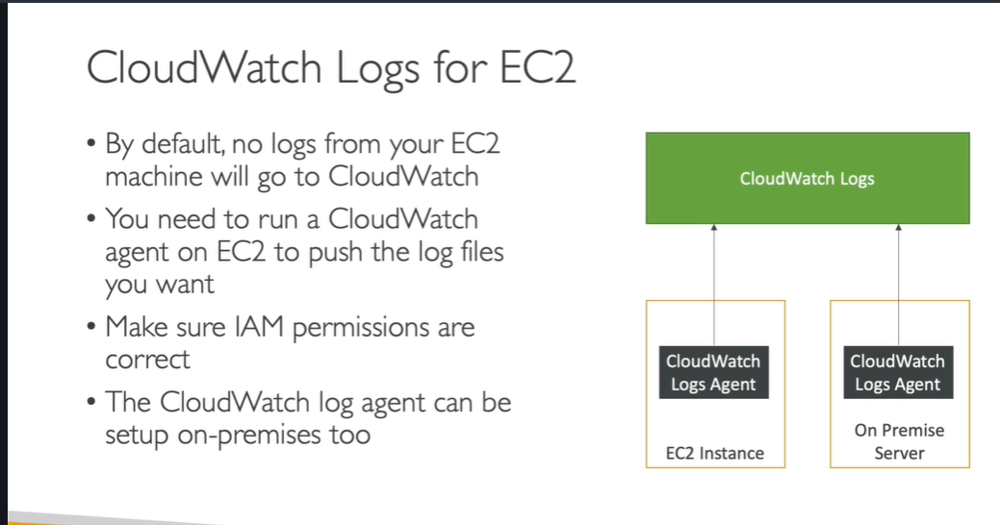 CloudWatch Logs for EC2
• By default, no logs from your EC2
machine will go to CloudWatch
• You need to run a CloudWatch
agent on EC2 to push the log files
you want
• Make sure IAM permissions are
correct
• The CloudWatch log agent can be
setup on-premises too
CloudWatch Logs
CloudWatch
Logs Agent
EC2 Instance
CloudWatch
Logs Agent
On Premise
Server